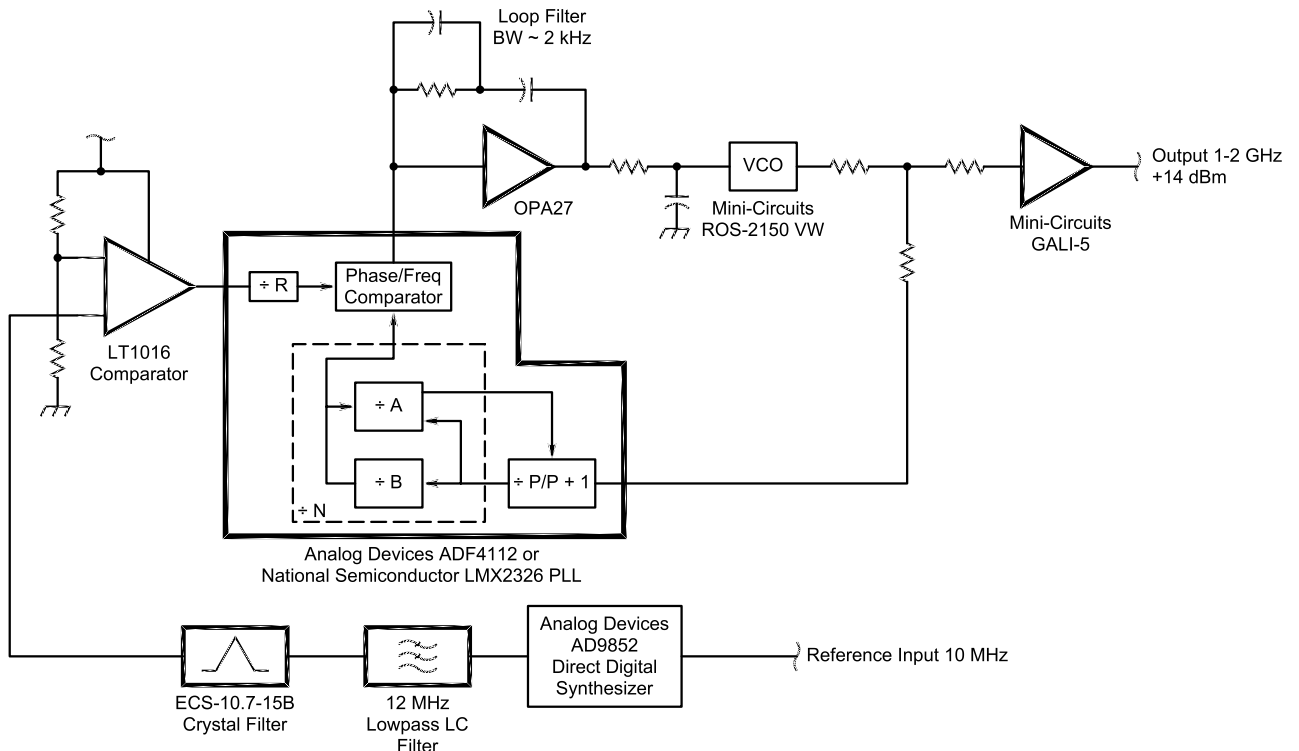 Loop Filter
BW ~ 2 kHz
OPA27
VCO
Mini-Circuits
ROS-2150 VW
Output 1-2 GHz
+14 dBm
Mini-Circuits
GALI-5
LT1016
Comparator
÷ R
Phase/Freq
Comparator
÷ A
÷ B
÷ P/P + 1
÷ N
Analog Devices ADF4112 or
National Semiconductor LMX2326 PLL
ECS-10.7-15B
Crystal Filter
12 MHz
Lowpass LC
Filter
Analog Devices
AD9852
Direct Digital
Synthesizer
Reference Input 10 MHz